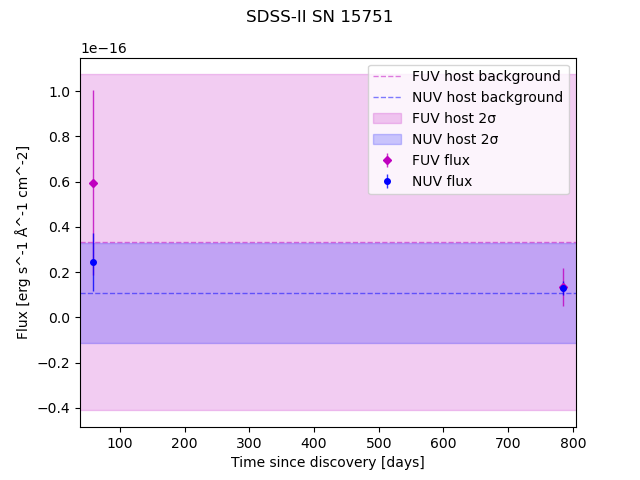 SDSS-II SN 15751
1e−16
FUV host background
NUV host background
FUV host 2σ
NUV host 2σ
FUV flux
NUV flux
1.0
0.8
0.6
0.4
0.2
0.0
−0.2
−0.4
Flux [erg s^-1 Å^-1 cm^-2]
100
200
300
400
500
600
700
800
Time since discovery [days]